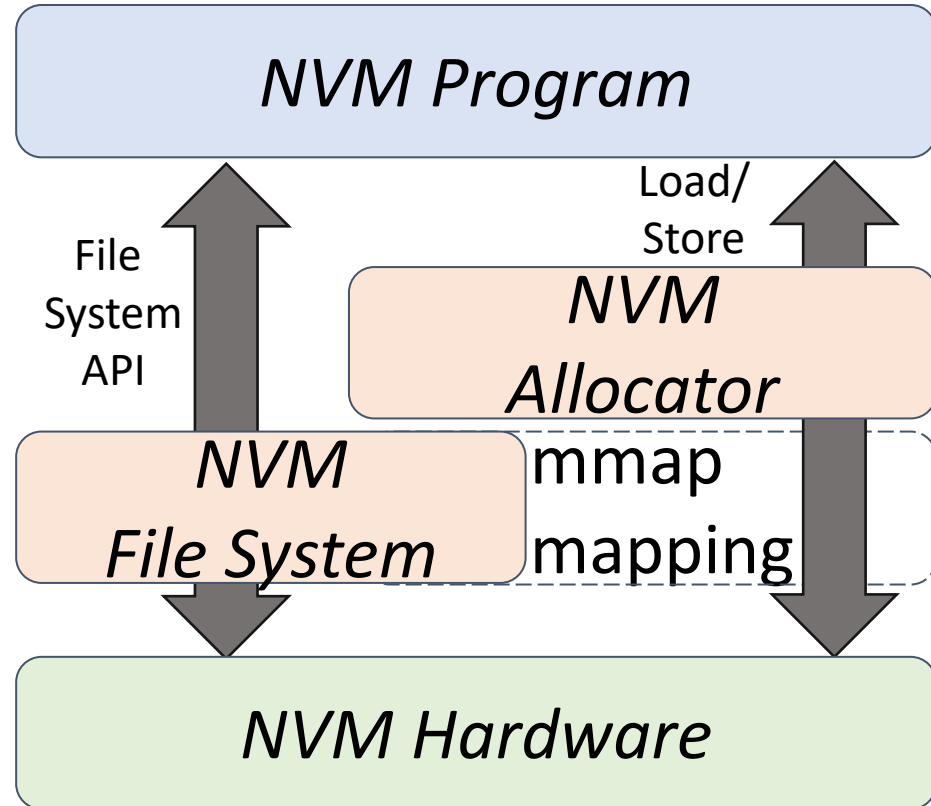 NVM Program
File
System
API
Load/
Store
NVM
Allocator
NVM
File System
mmap
mapping
NVM Hardware